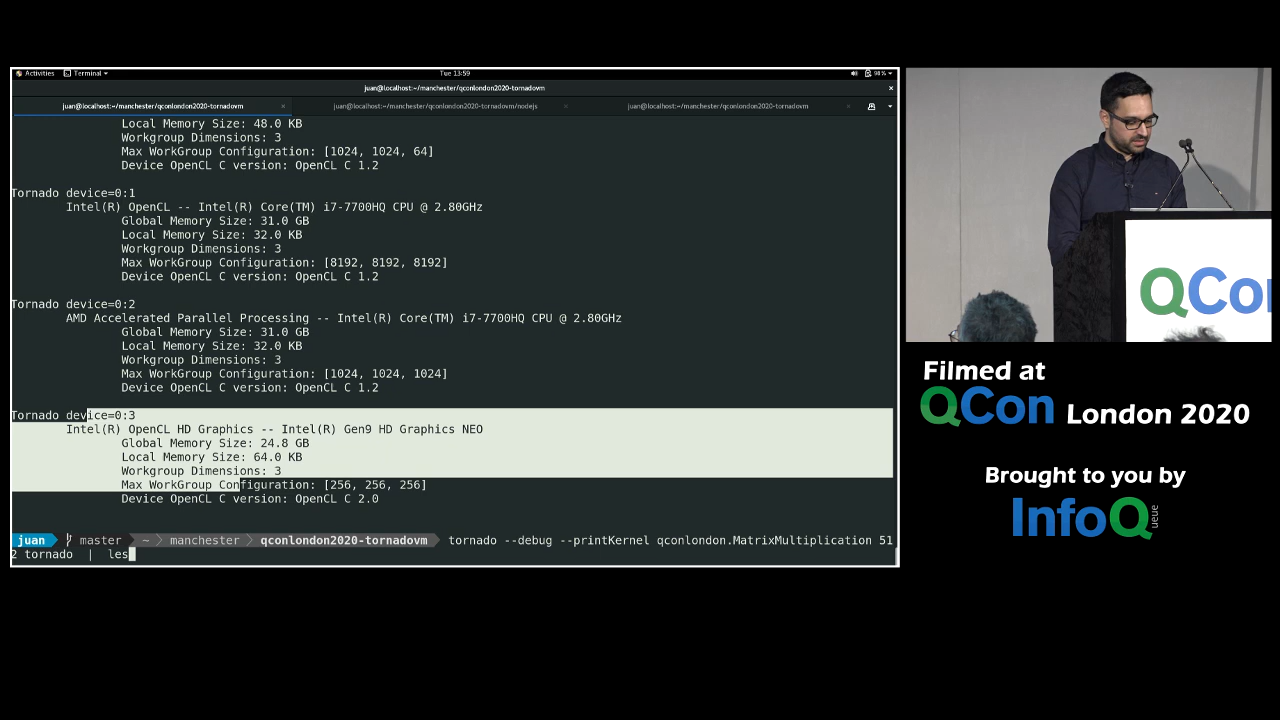 Activities Terminal Tue 13:59 98%
juan@localhost:~/manchester/qconlondon2020-tornadovm
juan@localhost:~/manchester/qconlondon2020-tornadovm juan@localhost:~/manchester/qconlondon2020-tornadovm/nodejs juan@localhost:~/manchester/qconlondon2020-tornadovm
Local Memory Size: 48.0 KB
Workgroup Dimensions: 3
Max WorkGroup Configuration: [1024, 1024, 64]
Device OpenCL C version: OpenCL C 1.2
Tornado device=0:1
Intel(R) OpenCL -- Intel(R) Core(TM) i7-7700HQ CPU @ 2.80GHz
Global Memory Size: 31.0 GB
Local Memory Size: 32.0 KB
Workgroup Dimensions: 3
Max WorkGroup Configuration: [8192, 8192, 8192]
Device OpenCL C version: OpenCL C 1.2
Tornado device=0:2
AMD Accelerated Parallel Processing -- Intel(R) Core(TM) i7-7700HQ CPU @ 2.80GHz
Global Memory Size: 31.0 GB
Local Memory Size: 32.0 KB
Workgroup Dimensions: 3
Max WorkGroup Configuration: [1024, 1024, 1024]
Device OpenCL C version: OpenCL C 1.2
Tornado device=0:3
Intel(R) OpenCL HD Graphics -- Intel(R) Gen9 HD Graphics NEO
Global Memory Size: 24.8 GB
Local Memory Size: 64.0 KB
Workgroup Dimensions: 3
Max WorkGroup Configuration: [256, 256, 256]
Device OpenCL C version: OpenCL C 2.0
juan master ~ manchester qconlondon2020-tornadovm tornado --debug --printKernel qconlondon.MatrixMultiplication 51
2 tornado | les
QCon
Filmed at
QCon London 2020
Brought to you by
InfoQ
ueue